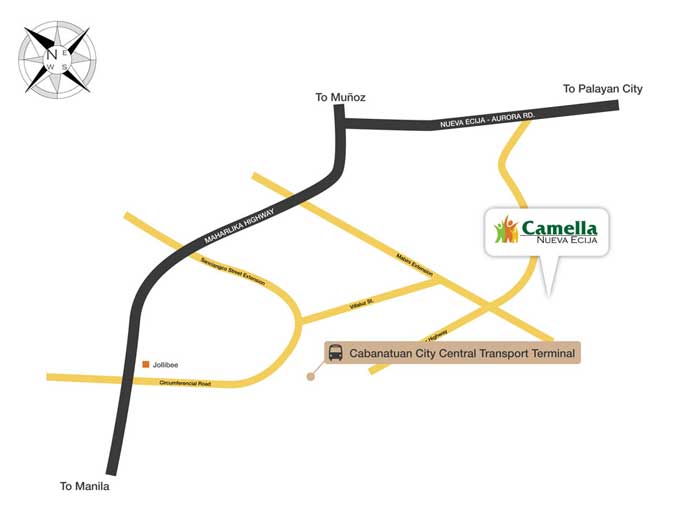 N
E
W
S
To Muñoz
To Palayan City
NUEVA ECIJA - AURORA RD.
MAHARLIKA HIGHWAY
Camella
NUEVA ECIJA
Sanciangco Street Extension
Mabini Extension
Villaluz St.
Highway
Cabanatuan City Central Transport Terminal
Jollibee
Circumferencial Road
To Manila